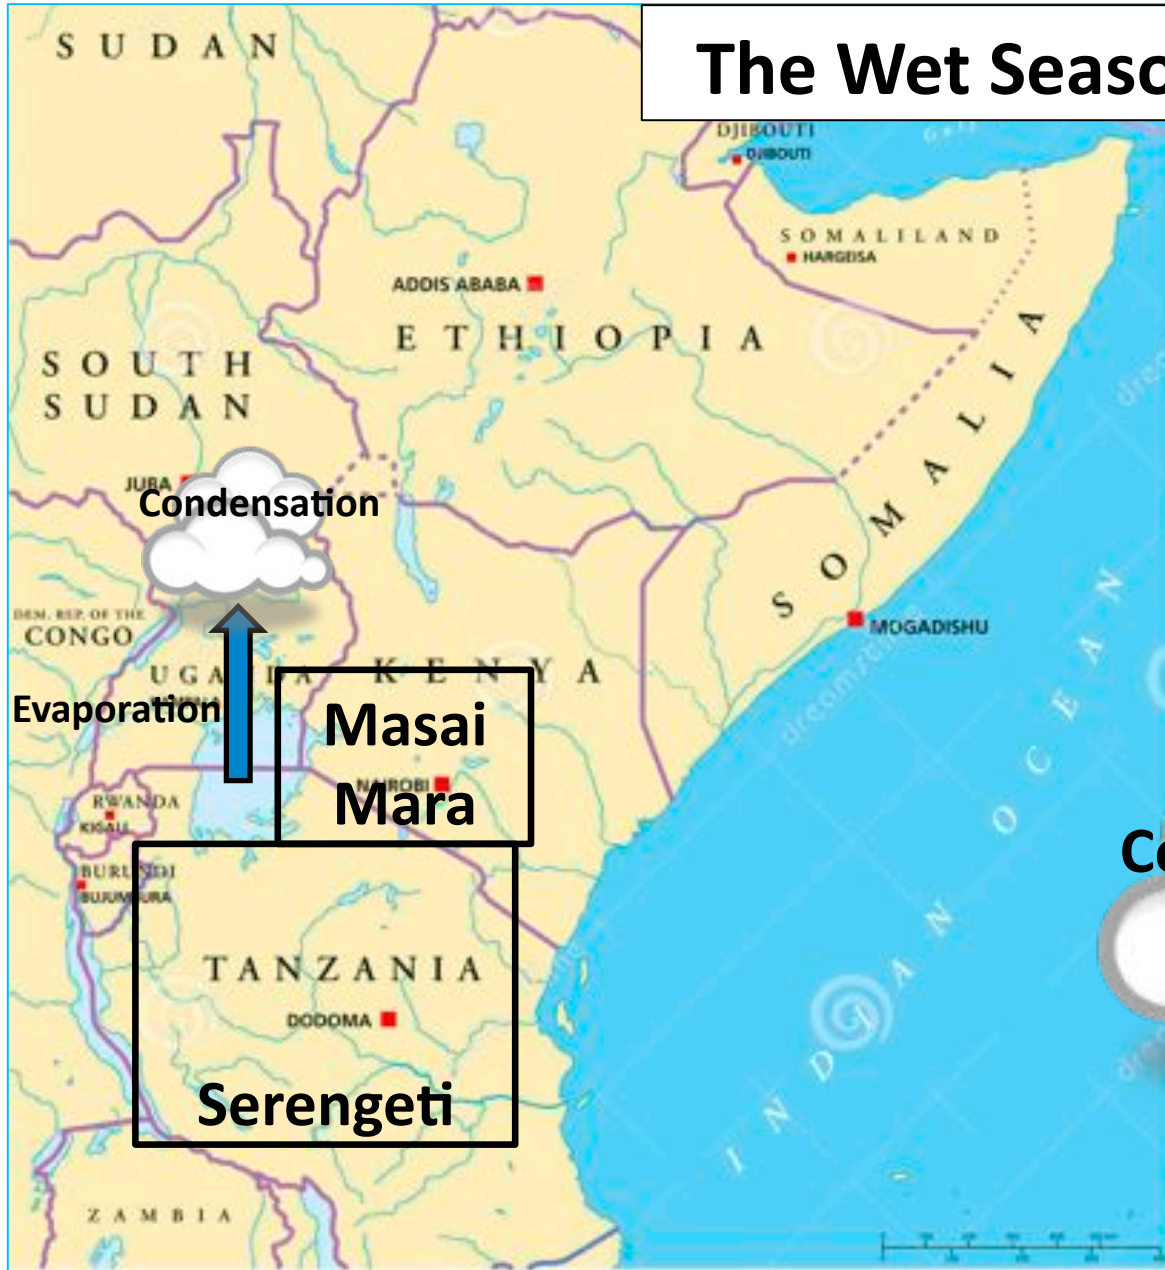 SUDAN
The Wet Seaso
DJIBOUTI
DJIBOUTI
SOMALILAND
HARGEISA
ADDIS ABABA
ETHIOPIA
SOUTH
SUDAN
SOMALIA
JUBA
Condensation
DEM. REP. OF THE
CONGO
MOGADISHU
UGANDA
KENYA
Evaporation
Masai
NAIROBI
Mara
RWANDA
KIGALI
INDIAN OCEAN
Co
BURUNDI
BUJUMBURA
TANZANIA
DODOMA
Serengeti
ZAMBIA